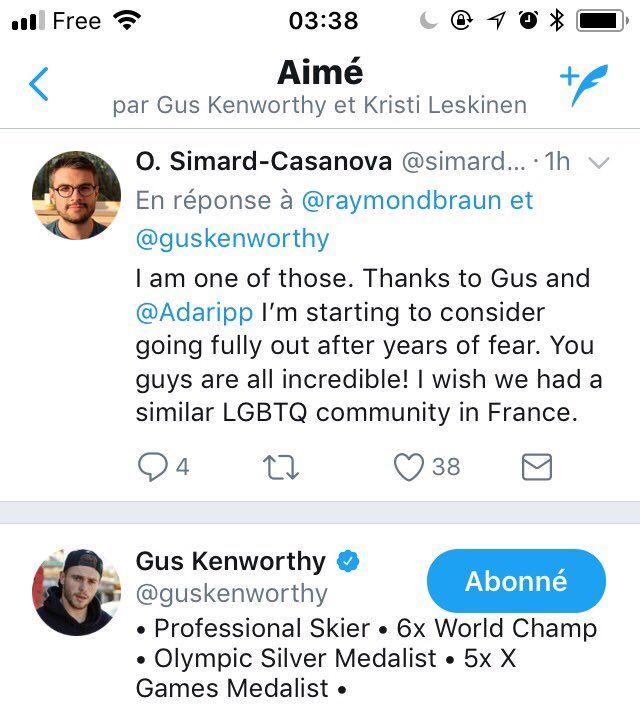 Free 03:38
Aimé
par Gus Kenworthy et Kristi Leskinen
O. Simard-Casanova @simard... · 1h
En réponse à @raymondbraun et
@guskenworthy
I am one of those. Thanks to Gus and
@Adaripp I’m starting to consider
going fully out after years of fear. You
guys are all incredible! I wish we had a
similar LGBTQ community in France.
4 38
Gus Kenworthy
@guskenworthy
Abonné
• Professional Skier • 6x World Champ
• Olympic Silver Medalist • 5x X
Games Medalist •